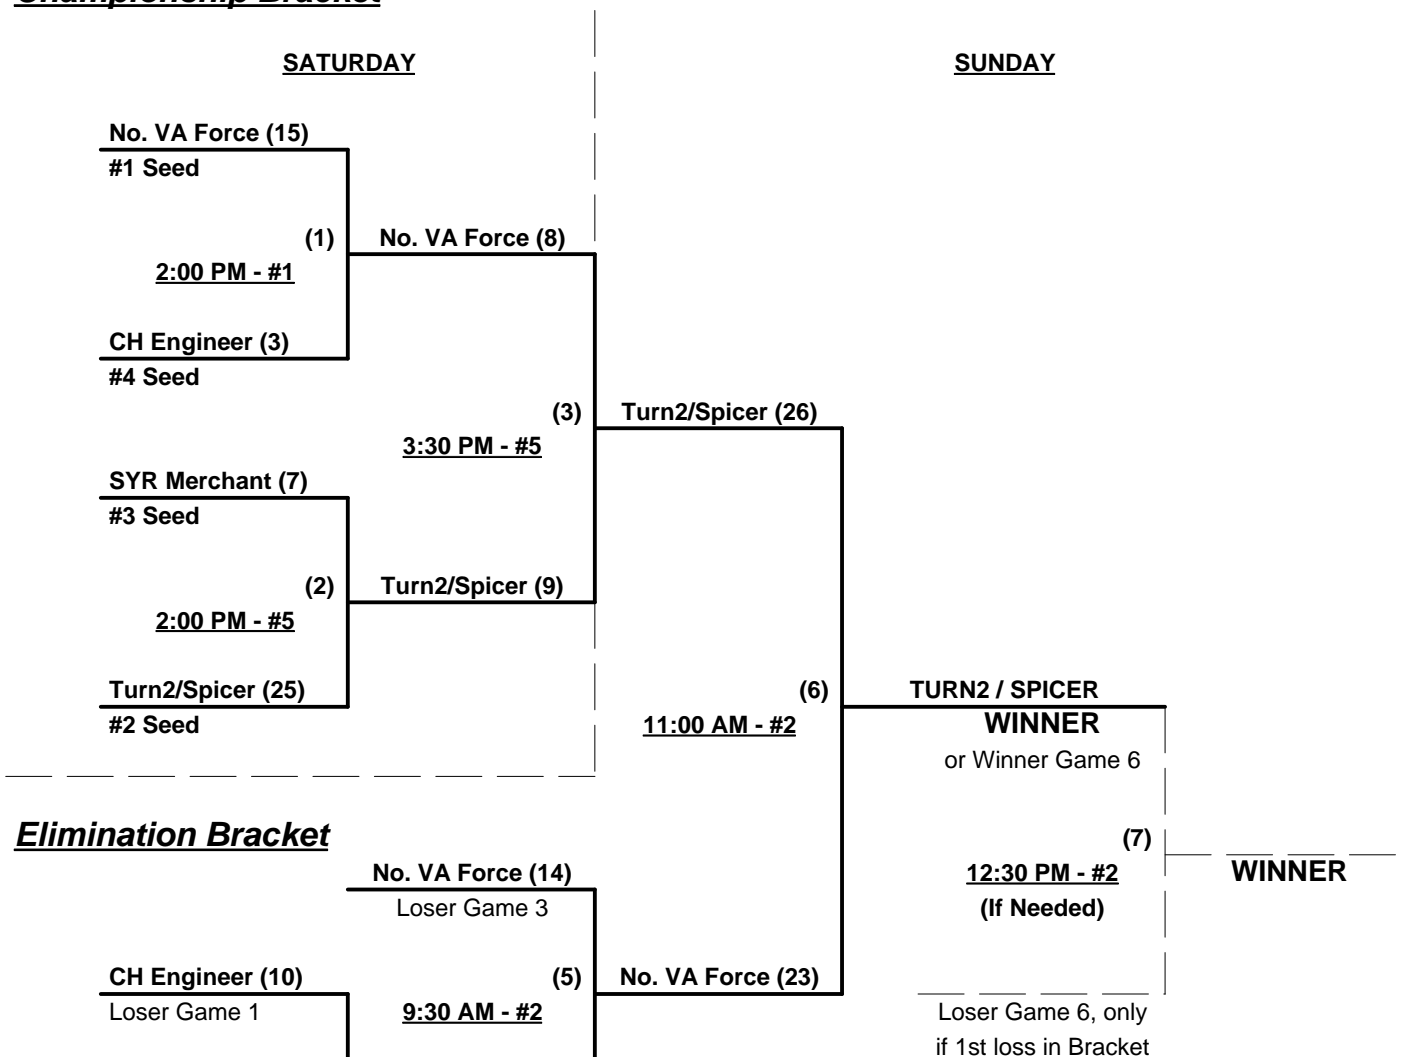 Championship Bracket
SATURDAY
SUNDAY
No. VA Force (15)
#1 Seed
(1)
No. VA Force (8)
2:00 PM - #1
CH Engineer (3)
#4 Seed
(3)
Turn2/Spicer (26)
3:30 PM - #5
SYR Merchant (7)
#3 Seed
(2)
Turn2/Spicer (9)
2:00 PM - #5
Turn2/Spicer (25)
#2 Seed
(6)
TURN2 / SPICER
11:00 AM - #2
WINNER
or Winner Game 6
Elimination Bracket
(7)
No. VA Force (14)
12:30 PM - #2
WINNER
Loser Game 3
(If Needed)
CH Engineer (10)
(5)
No. VA Force (23)
Loser Game 1
9:30 AM - #2
Loser Game 6, only
if 1st loss in Bracket